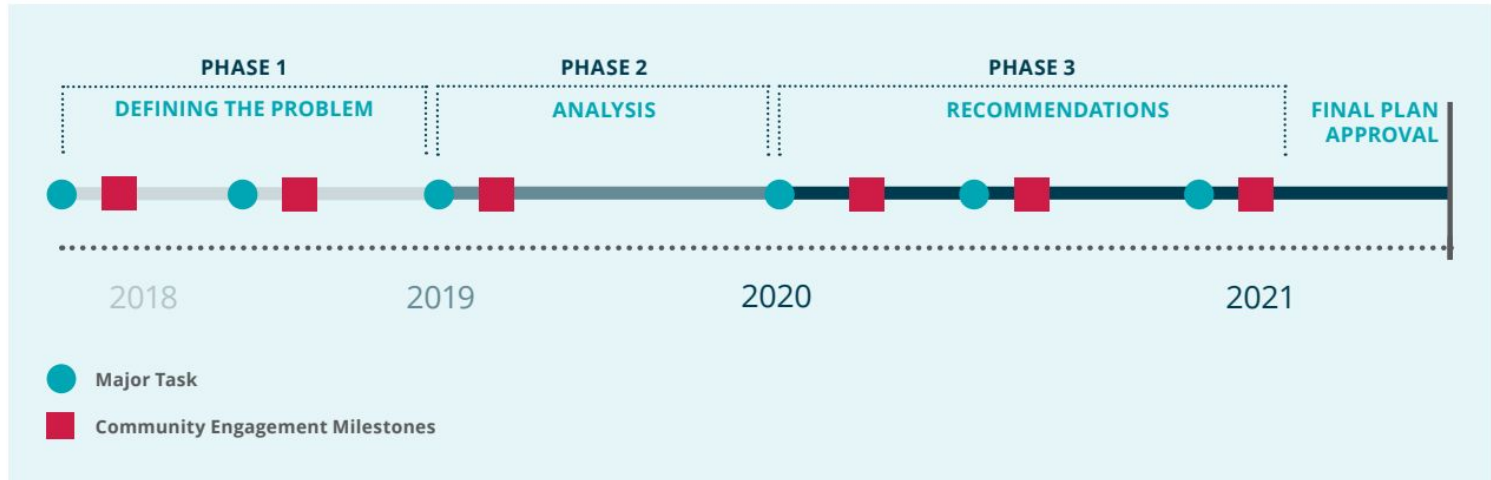 PHASE 1
DEFINING THE PROBLEM
PHASE 2
ANALYSIS
PHASE 3
RECOMMENDATIONS
FINAL PLAN
APPROVAL
2018
2019
2020
2021
Major Task
Community Engagement Milestones